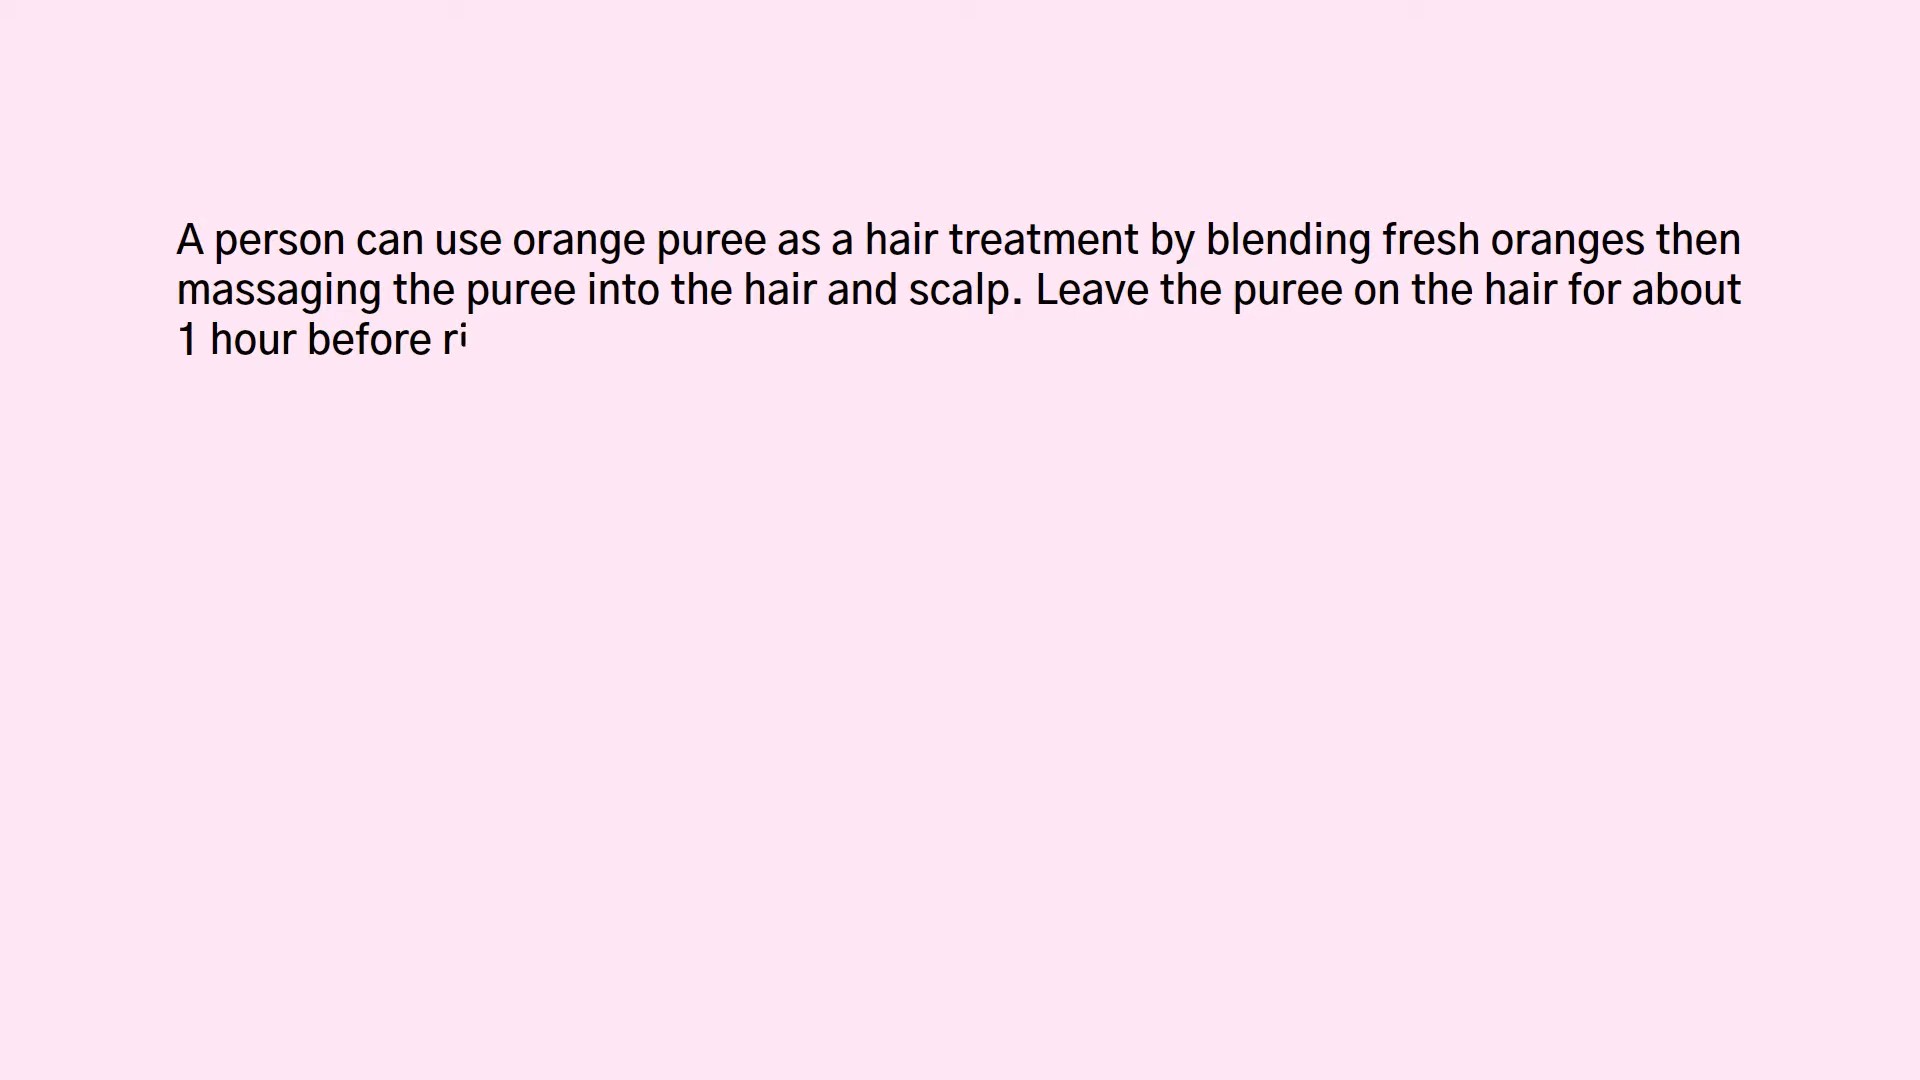 A person can use orange puree as a hair treatment by blending fresh oranges then
massaging the puree into the hair and scalp. Leave the puree on the hair for about
1 hour before ri